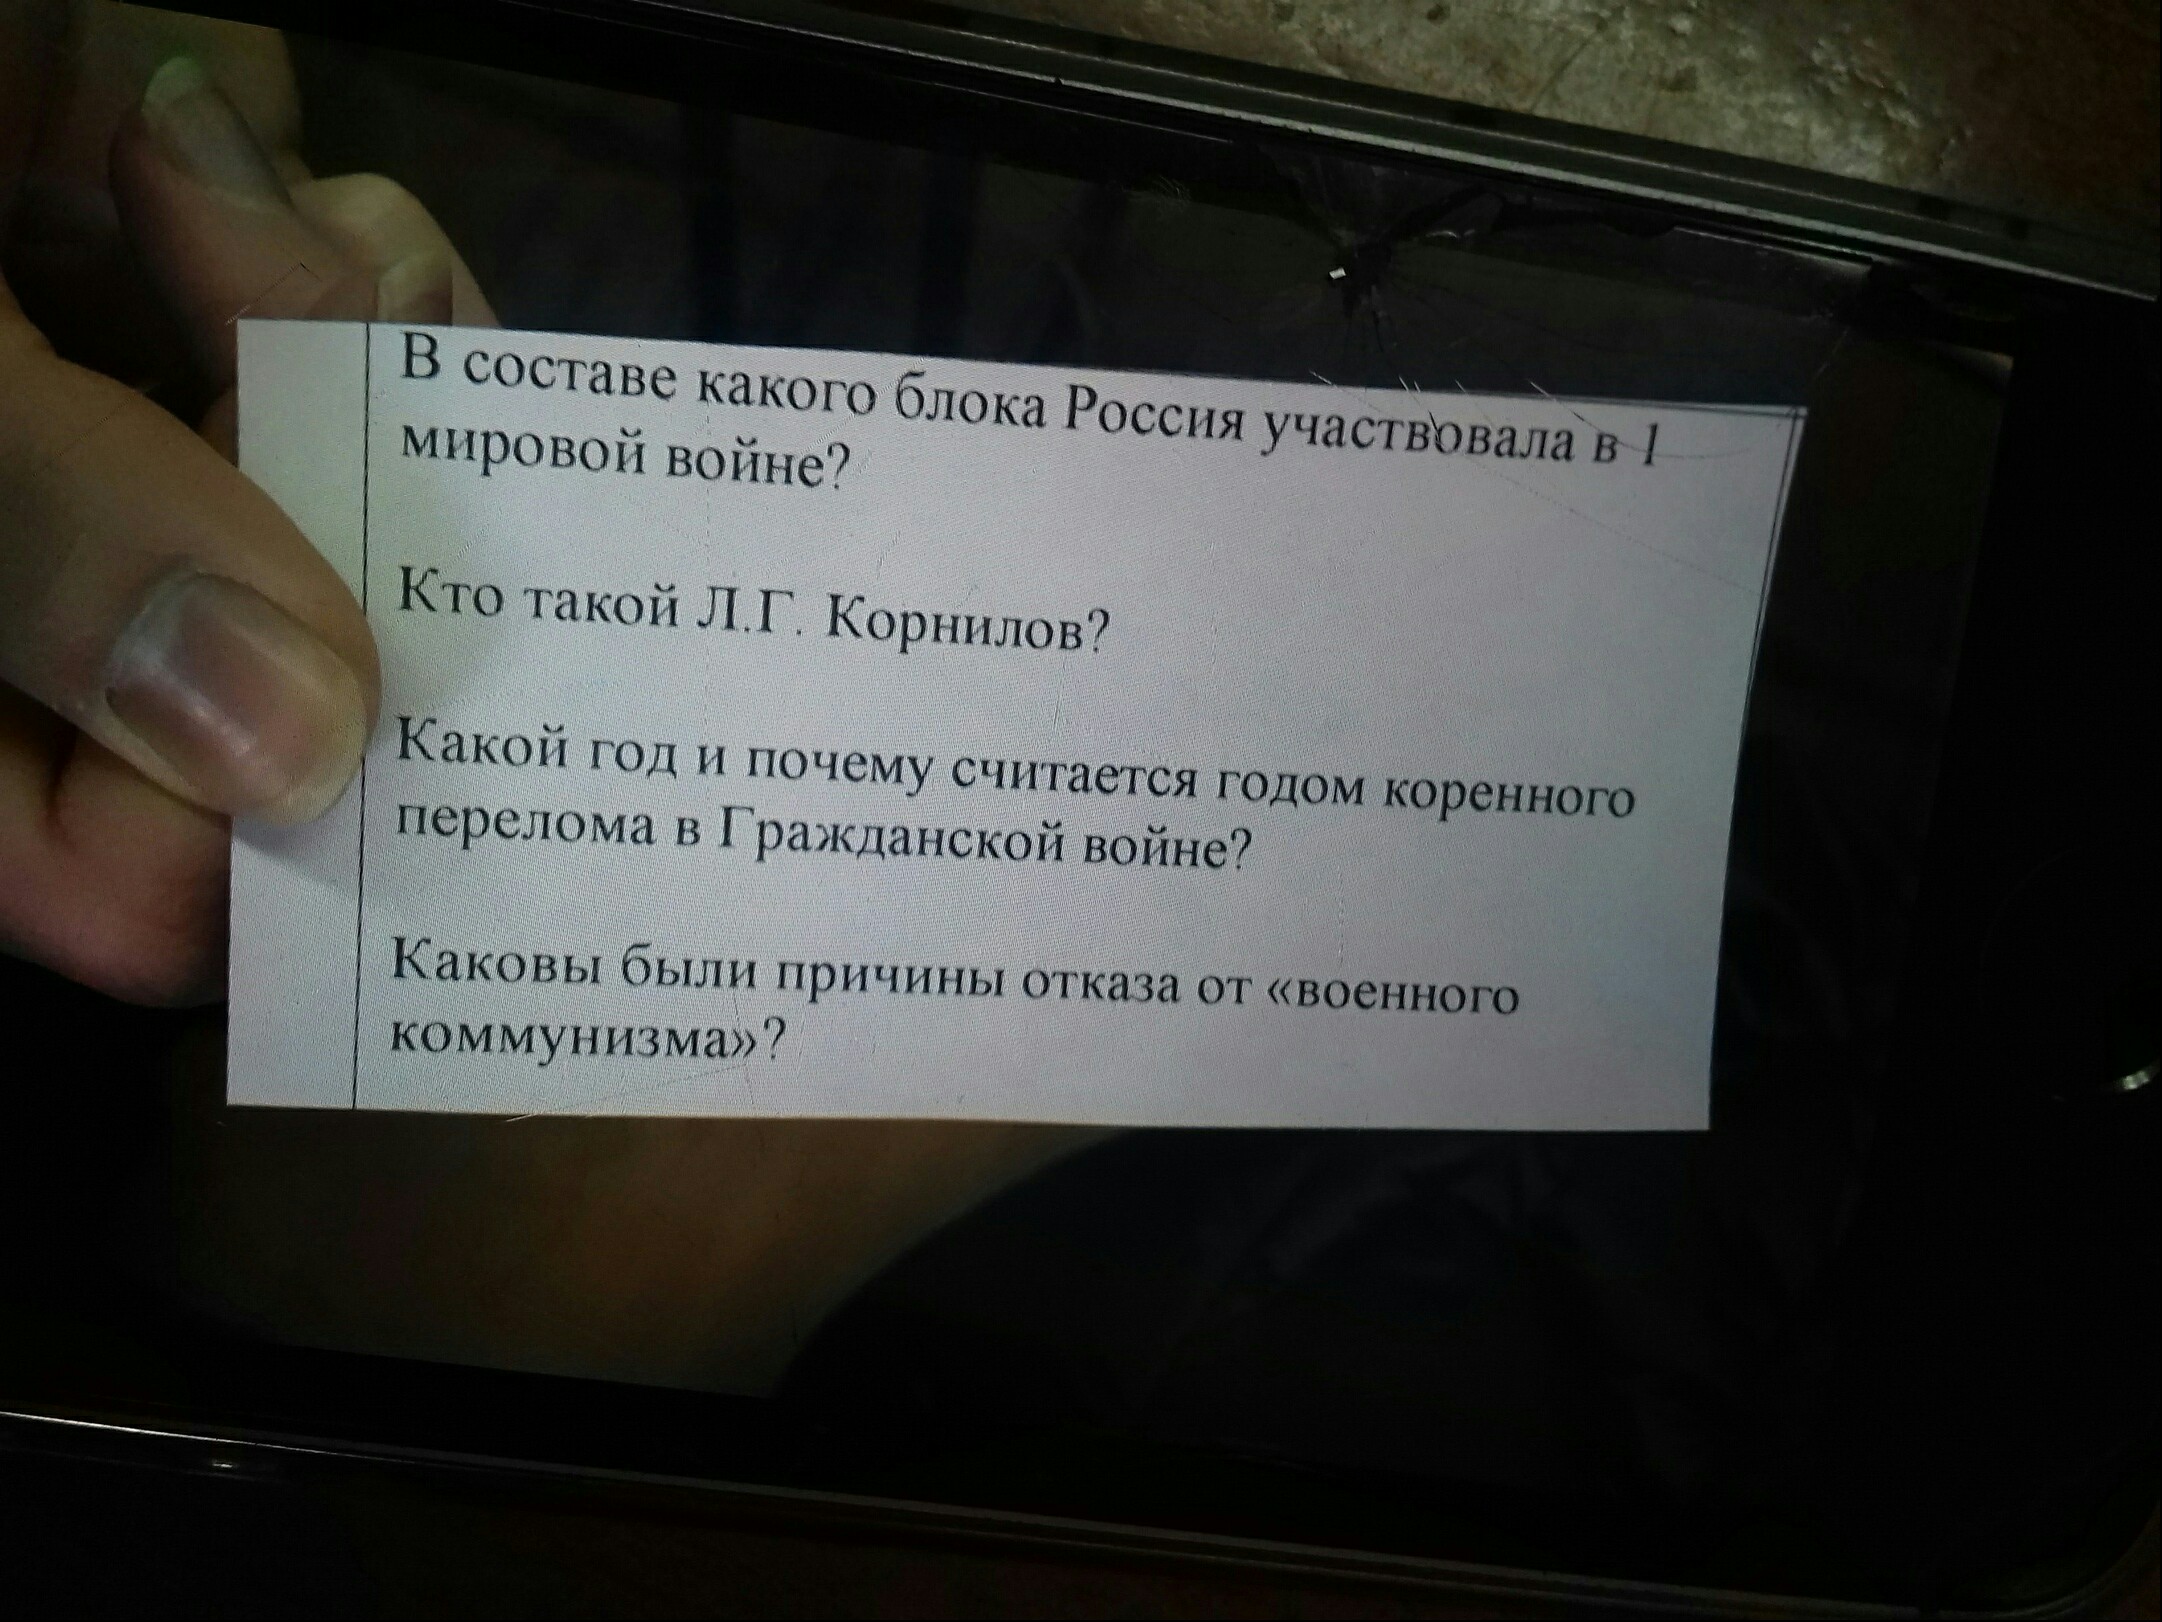 В составе какого блока Россия участвовала в 1
мировой войне?
Кто такой Л.Г. Корнилов?
Какой год и почему считается годом коренного
перелома в Гражданской войне?
Каковы были причины отказа от «военного
коммунизма»?